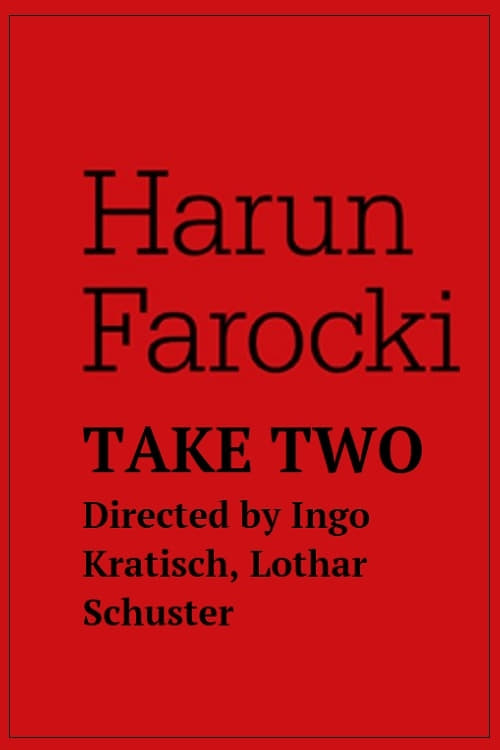 Harun
Farocki
TAKE TWO
Directed by Ingo
Kratisch, Lothar
Schuster